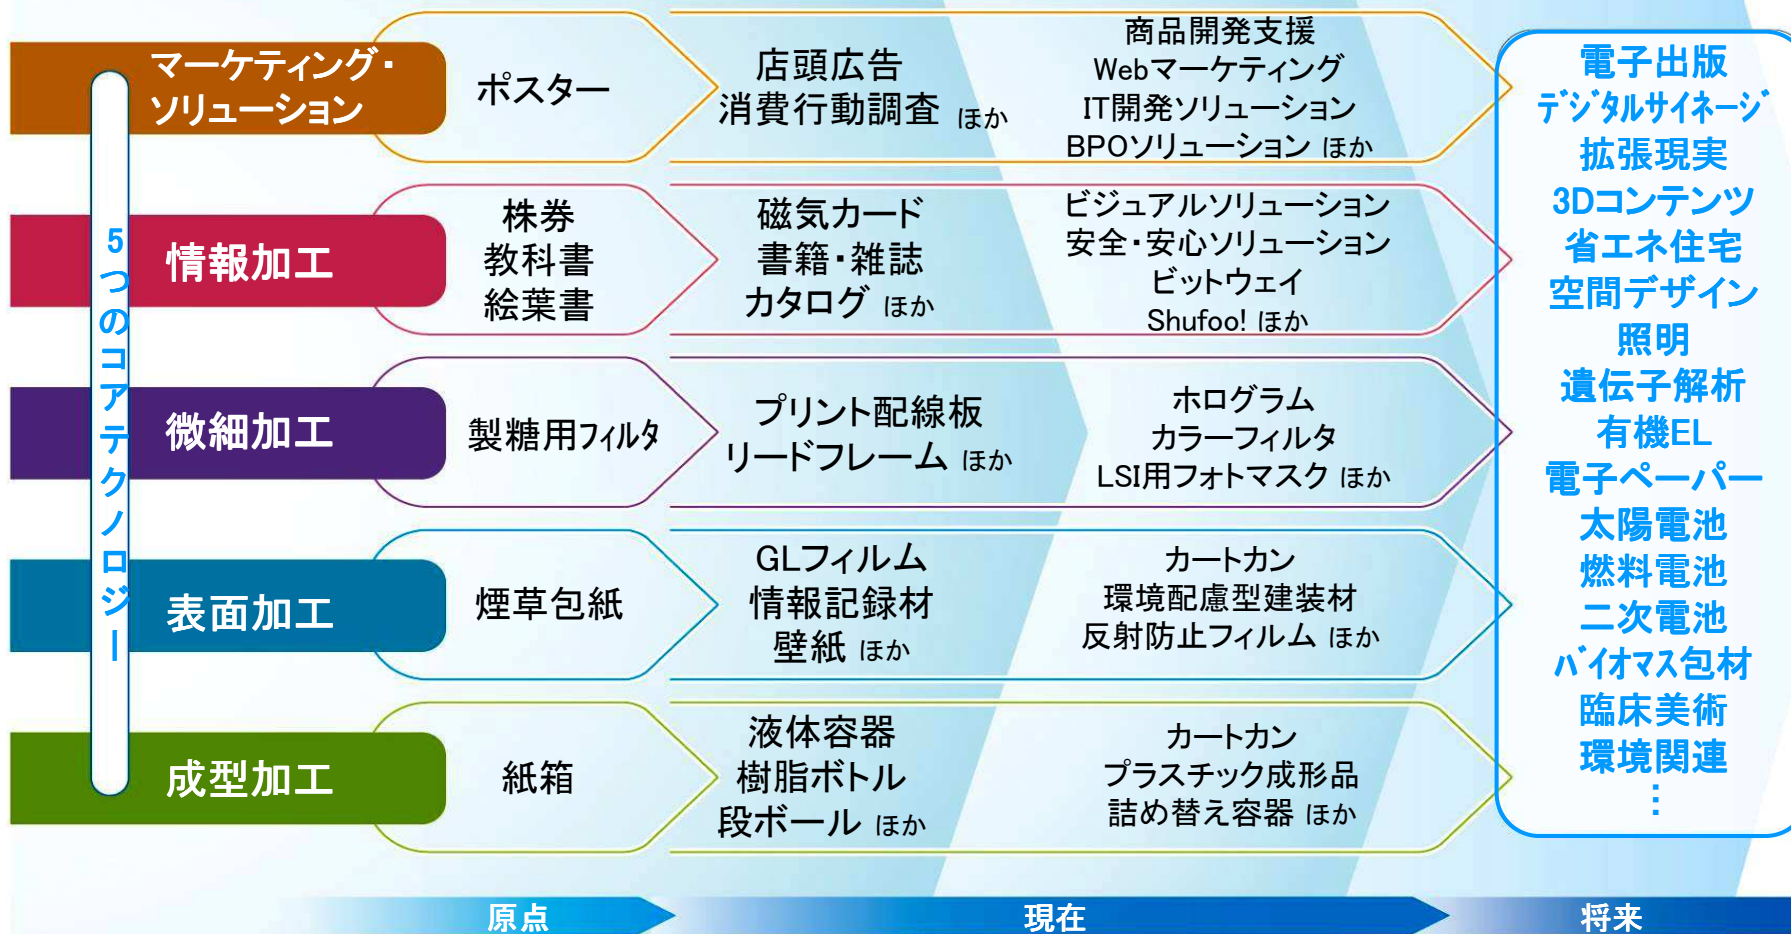 5つのコアテクノロジー
マーケティング・
ソリューション
ポスター
店頭広告
消費行動調査 ほか
商品開発支援
Webマーケティング
IT開発ソリューション
BPOソリューション ほか
情報加工
株券
教科書
絵葉書
磁気カード
書籍・雑誌
カタログ ほか
ビジュアルソリューション
安全・安心ソリューション
ビットウェイ
Shufoo! ほか
微細加工
製糖用フィルタ
プリント配線板
リードフレーム ほか
ホログラム
カラーフィルタ
LSI用フォトマスク ほか
表面加工
煙草包紙
GLフィルム
情報記録材
壁紙 ほか
カートカン
環境配慮型建装材
反射防止フィルム ほか
成型加工
紙箱
液体容器
樹脂ボトル
段ボール ほか
カートカン
プラスチック成形品
詰め替え容器 ほか
電子出版
デジタルサイネージ
拡張現実
3Dコンテンツ
省エネ住宅
空間デザイン
照明
遺伝子解析
有機EL
電子ペーパー
太陽電池
燃料電池
二次電池
バイオマス包材
臨床美術
環境関連
⋮
原点
現在
将来